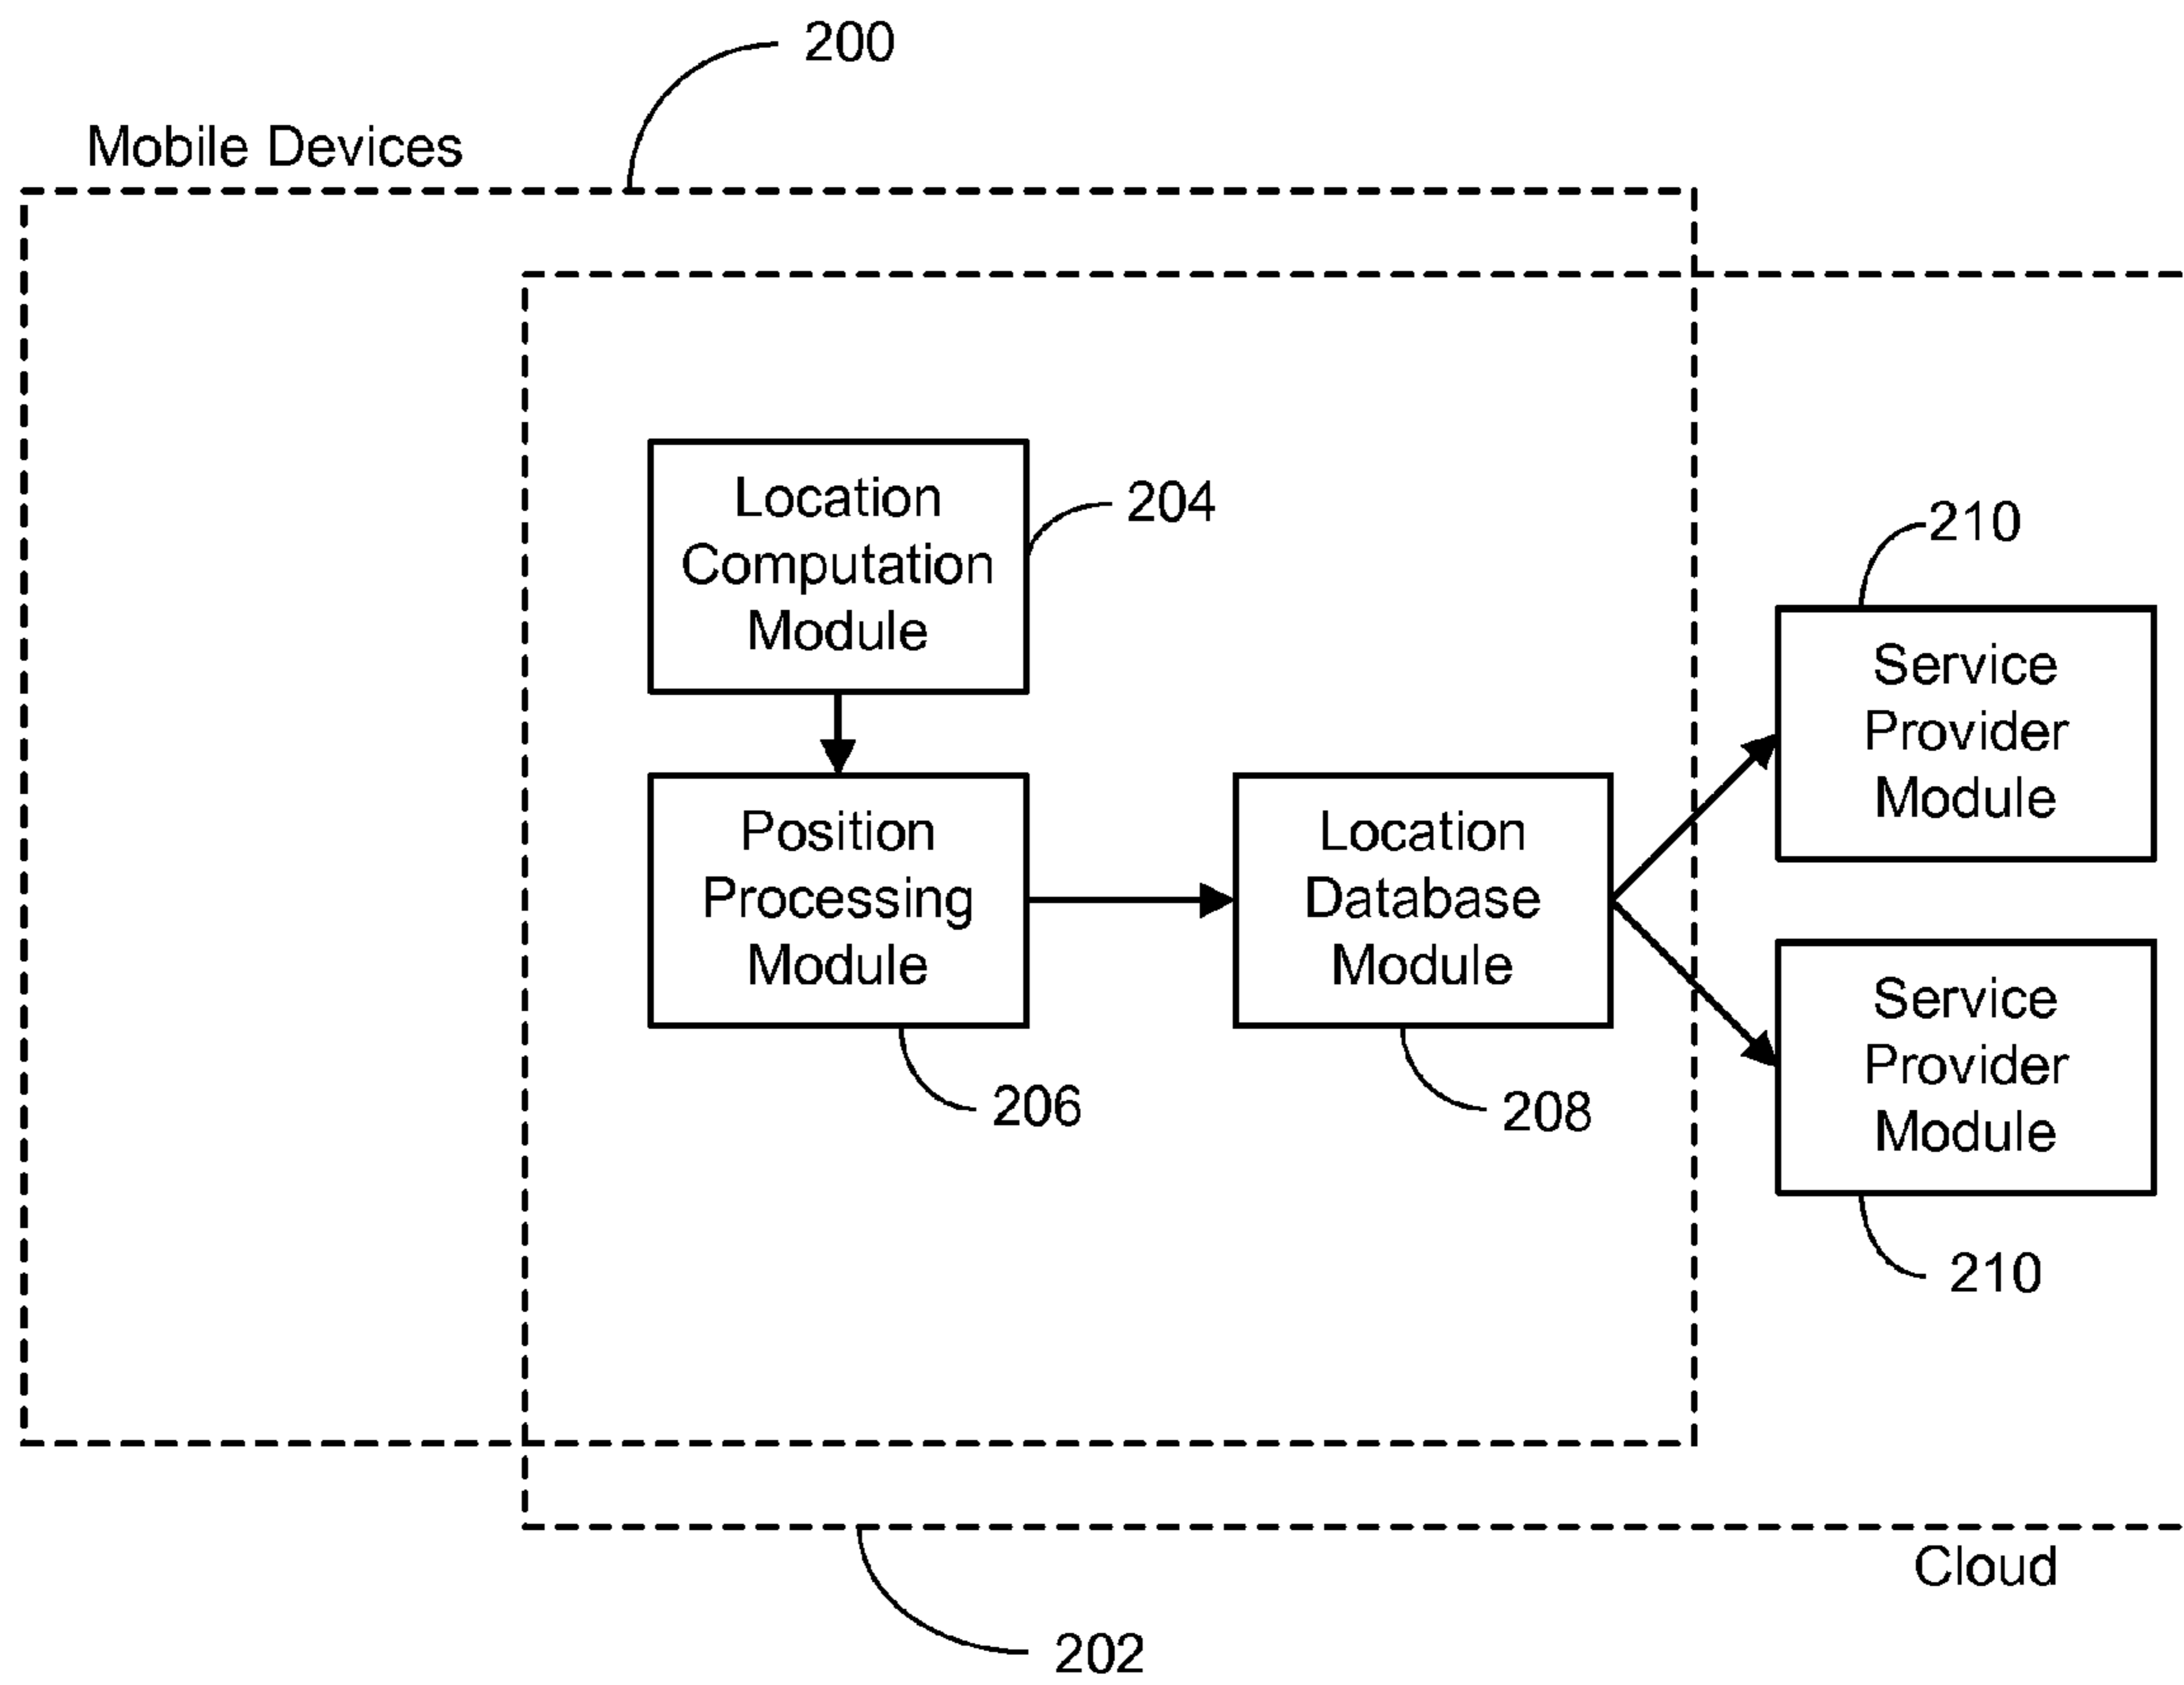 200
Mobile Devices
Location
Computation
Module
204
210
Service
Provider
Module
Position
Processing
Module
Location
Database
Module
Service
Provider
Module
206
208
210
Cloud
202